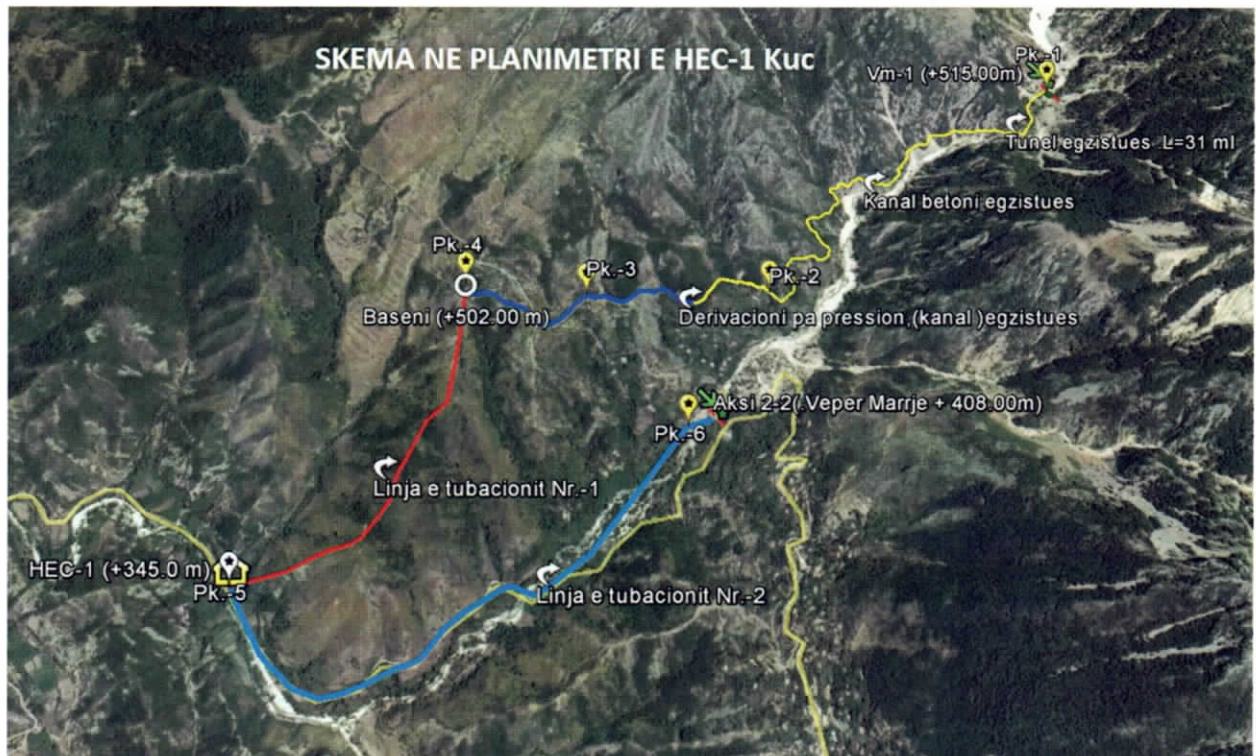 SKEMA NE PLANIMETRI E HEC-1 Kuc
Pk.-1
Vm-1 (+515.00m)
Tunel egzistues L=31 ml
Kanal betoni egzistues
Pk.-4
Pk.-3
Pk.-2
Baseni (+502.00 m)
Derivacioni pa pression,(kanal )egzistues
Aksi 2-2(.Veper Marrje + 408.00m)
Pk.-6
Linja e tubacionit Nr.-1
HEC-1 (+345.0 m)
Pk.-5
Linja e tubacionit Nr.-2